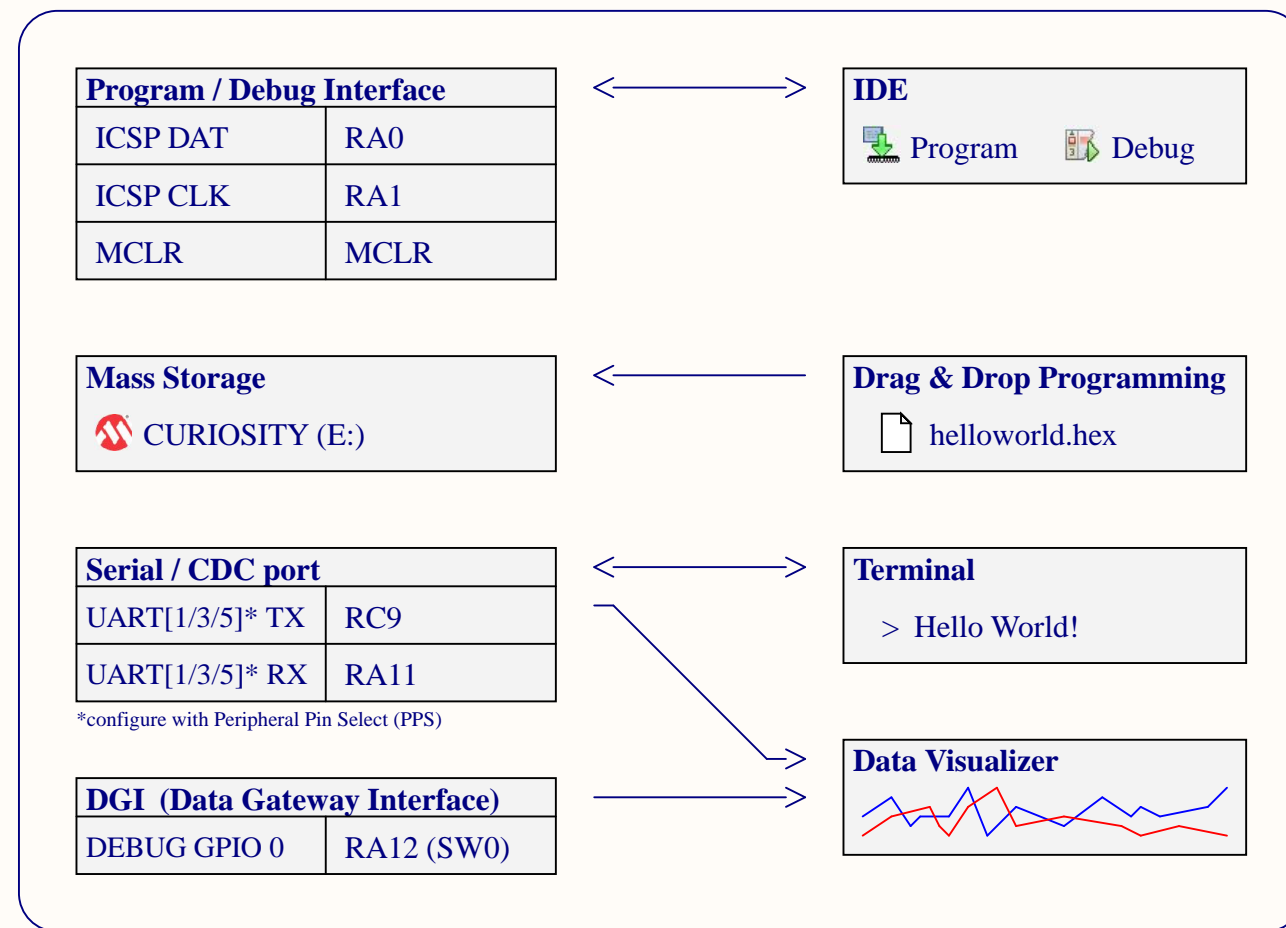 Program / Debug Interface
ICSP DAT RA0
ICSP CLK RA1
MCLR MCLR
IDE
Program Debug
Mass Storage
CURIOSITY (E:)
Drag & Drop Programming
helloworld.hex
Serial / CDC port
UART[1/3/5]* TX RC9
UART[1/3/5]* RX RA11
*configure with Peripheral Pin Select (PPS)
Terminal
> Hello World!
DGI (Data Gateway Interface)
DEBUG GPIO 0 RA12 (SW0)
Data Visualizer